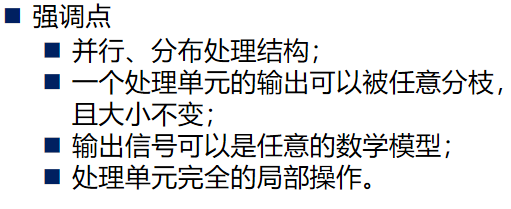 强调点
并行、分布处理结构；
一个处理单元的输出可以被任意分枝，
且大小不变；
输出信号可以是任意的数学模型；
处理单元完全的局部操作。